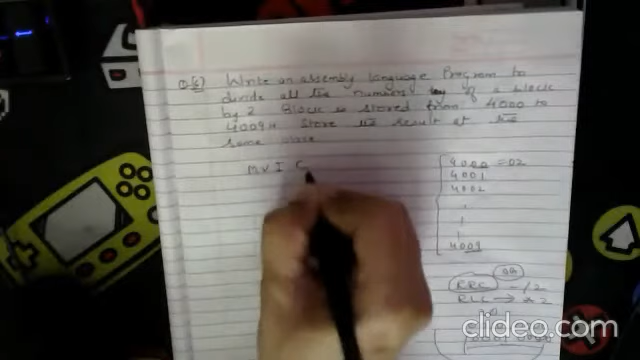 Q.(6) Write an assembly language Program to
divide all the numbers of a block
by 2 Block is stored from 4000 to
4009H Store the result at the
same place
MVI C
4000 = 02
4001
4002
4009
RRC - /2
RLC → * 2
clideo.com